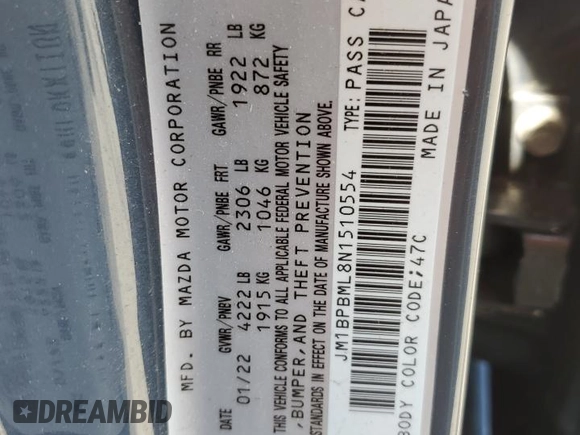 MFD. BY MAZDA MOTOR CORPORATION
DATE GVWR/PNBV GAWR/PNBE FRT GAWR/PNBE RR
01/22 4222 LB 2306 LB 1922 LB
1915 KG 1046 KG 872 KG
THIS VEHICLE CONFORMS TO ALL APPLICABLE FEDERAL MOTOR VEHICLE SAFETY
,BUMPER,AND THEFT PREVENTION
STANDARDS IN EFFECT ON THE DATE OF MANUFACTURE SHOWN ABOVE.
JM1BPBML8N1510554 TYPE: PASS
BODY COLOR CODE;47C MADE IN JAPA
DREAMBID